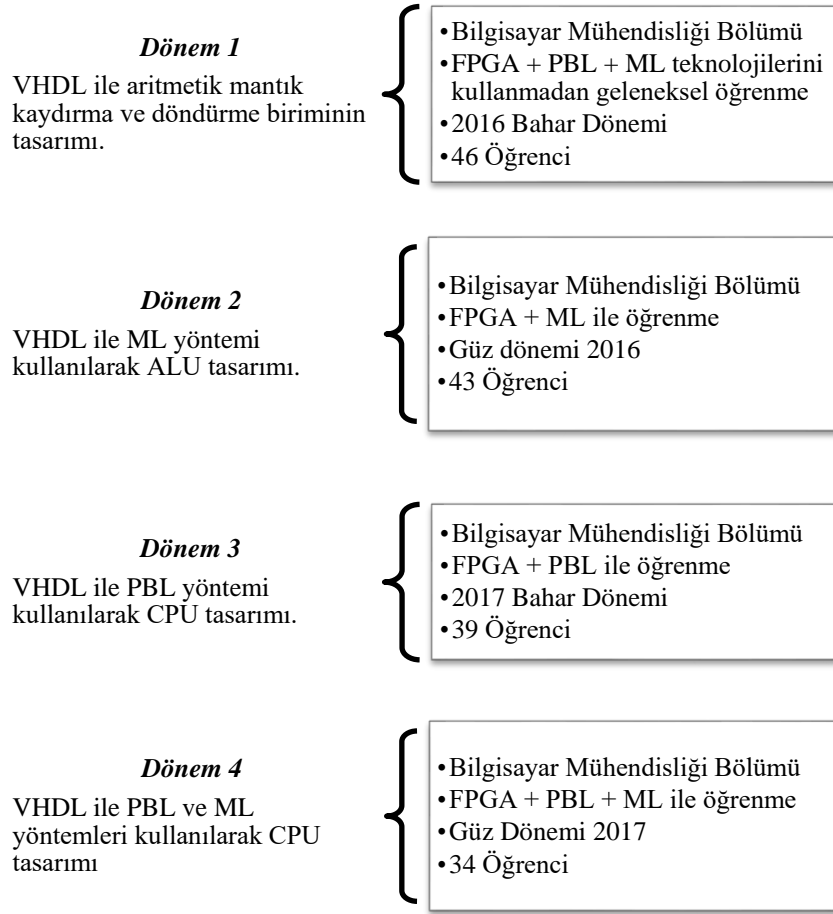 Dönem 1
VHDL ile aritmetik mantık
kaydırma ve döndürme biriminin
tasarımı.
•Bilgisayar Mühendisliği Bölümü
•FPGA + PBL + ML teknolojilerini
kullanmadan geleneksel öğrenme
•2016 Bahar Dönemi
•46 Öğrenci
Dönem 2
VHDL ile ML yöntemi
kullanılarak ALU tasarımı.
•Bilgisayar Mühendisliği Bölümü
•FPGA + ML ile öğrenme
•Güz dönemi 2016
•43 Öğrenci
Dönem 3
VHDL ile PBL yöntemi
kullanılarak CPU tasarımı.
•Bilgisayar Mühendisliği Bölümü
•FPGA + PBL ile öğrenme
•2017 Bahar Dönemi
•39 Öğrenci
Dönem 4
VHDL ile PBL ve ML
yöntemleri kullanılarak CPU
tasarımı
•Bilgisayar Mühendisliği Bölümü
•FPGA + PBL + ML ile öğrenme
•Güz Dönemi 2017
•34 Öğrenci